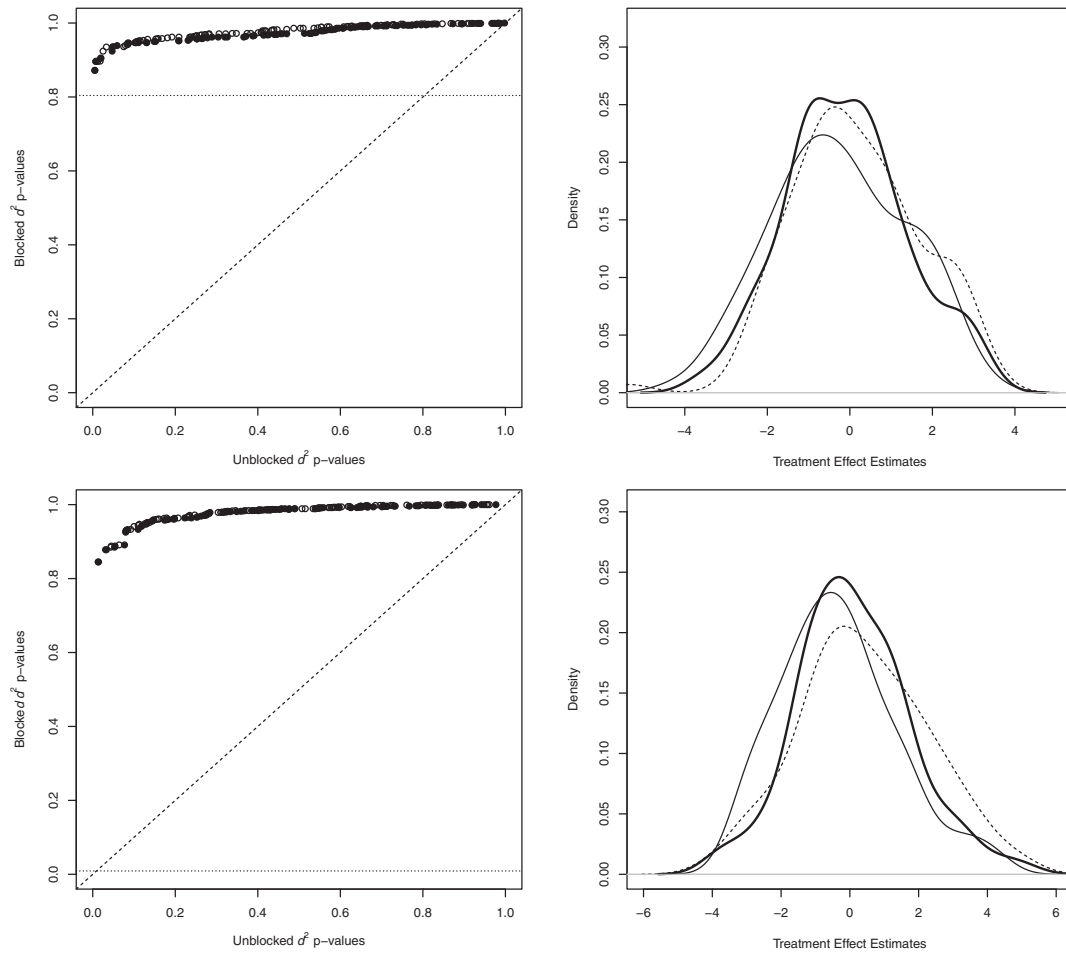 1.0
0.8
0.6
0.4
0.2
0.0
Blocked d² p−values
0.0 0.2 0.4 0.6 0.8 1.0
Unblocked d² p−values
0.30
0.25
0.20
0.15
0.10
0.05
0.00
Density
−4 −2 0 2 4
Treatment Effect Estimates
1.0
0.8
0.6
0.4
0.2
0.0
Blocked d² p−values
0.0 0.2 0.4 0.6 0.8 1.0
Unblocked d² p−values
0.30
0.25
0.20
0.15
0.10
0.05
0.00
Density
−6 −4 −2 0 2 4 6
Treatment Effect Estimates